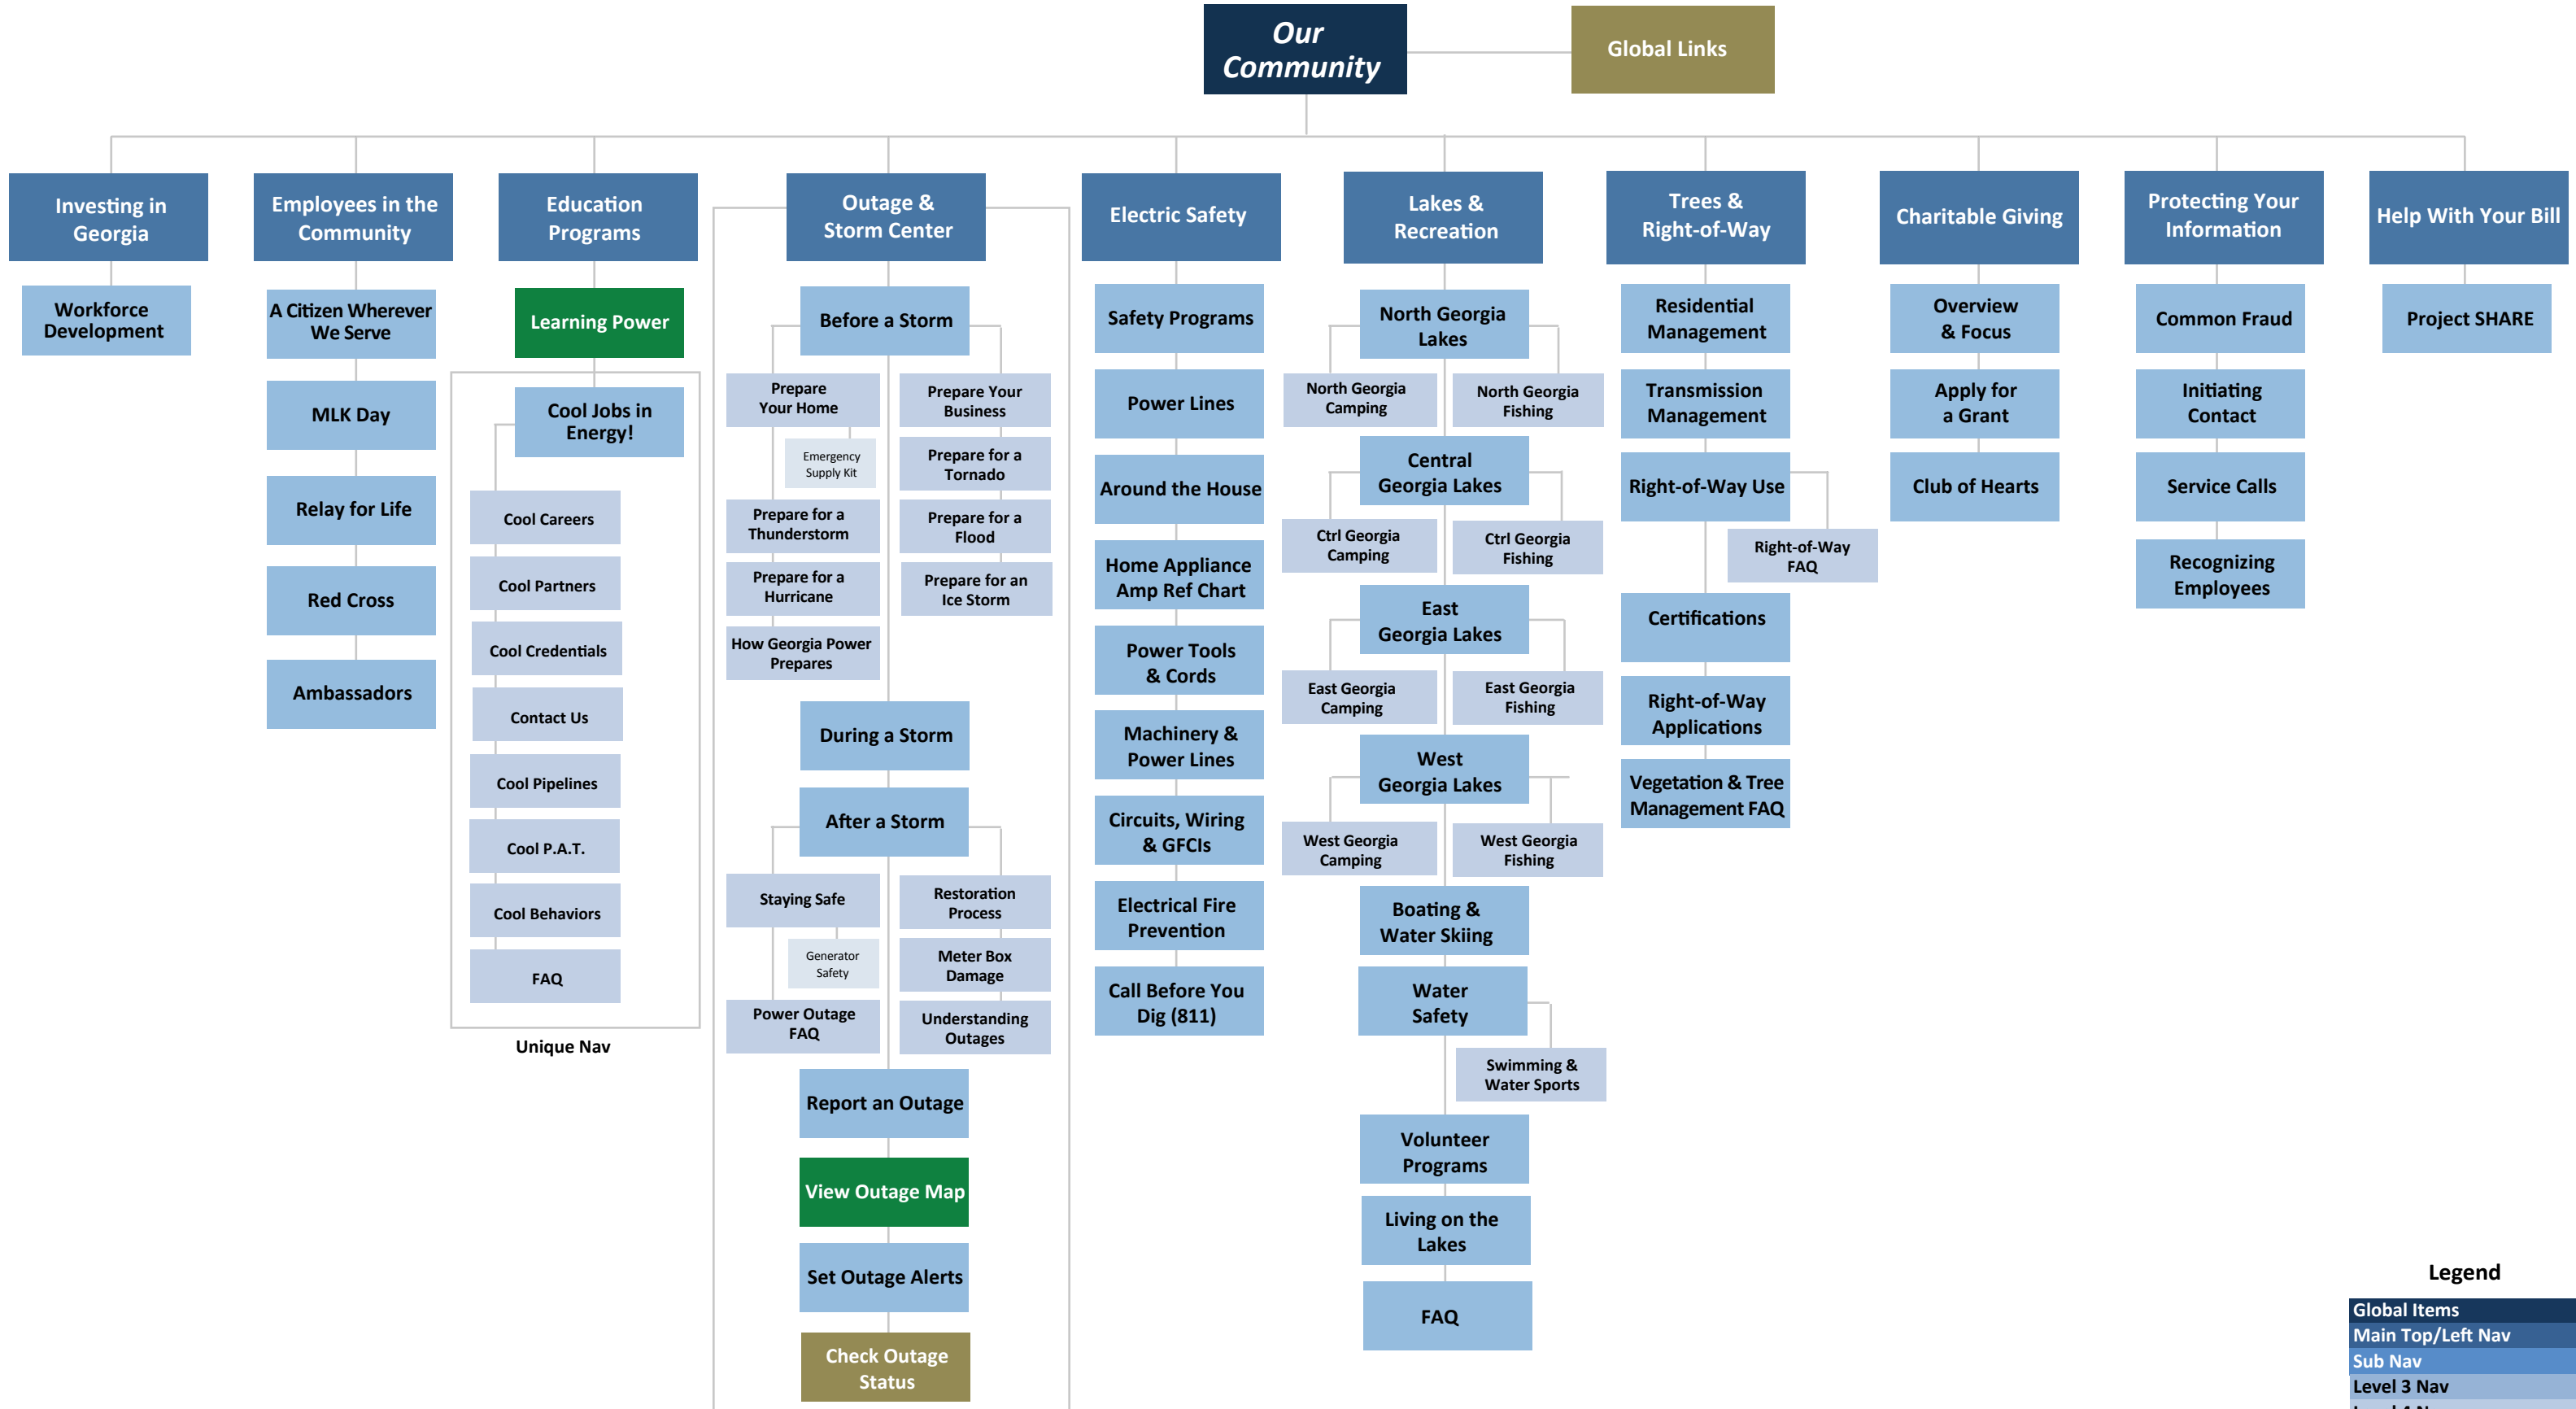 Our
Community
Global Links
Investing in
Georgia
Workforce
Development
Employees in the
Community
A Citizen Wherever
We Serve
MLK Day
Relay for Life
Red Cross
Ambassadors
Education
Programs
Learning Power
Cool Jobs in
Energy!
Cool Careers
Cool Partners
Cool Credentials
Contact Us
Cool Pipelines
Cool P.A.T.
Cool Behaviors
FAQ
Unique Nav
Outage &
Storm Center
Before a Storm
Prepare
Your Home
Emergency
Supply Kit
Prepare for a
Thunderstorm
Prepare for a
Hurricane
How Georgia Power
Prepares
Prepare Your
Business
Prepare for a
Tornado
Prepare for a
Flood
Prepare for an
Ice Storm
During a Storm
After a Storm
Staying Safe
Generator
Safety
Power Outage
FAQ
Restoration
Process
Meter Box
Damage
Understanding
Outages
Report an Outage
View Outage Map
Set Outage Alerts
Check Outage
Status
Electric Safety
Safety Programs
Power Lines
Around the House
Home Appliance
Amp Ref Chart
Power Tools
& Cords
Machinery &
Power Lines
Circuits, Wiring
& GFCIs
Electrical Fire
Prevention
Call Before You
Dig (811)
Lakes &
Recreation
North Georgia
Lakes
North Georgia
Camping
North Georgia
Fishing
Central
Georgia Lakes
Ctrl Georgia
Camping
Ctrl Georgia
Fishing
East
Georgia Lakes
East Georgia
Camping
East Georgia
Fishing
West
Georgia Lakes
West Georgia
Camping
West Georgia
Fishing
Boating &
Water Skiing
Water
Safety
Swimming &
Water Sports
Volunteer
Programs
Living on the
Lakes
FAQ
Trees &
Right-of-Way
Residential
Management
Transmission
Management
Right-of-Way Use
Right-of-Way
FAQ
Certifications
Right-of-Way
Applications
Vegetation & Tree
Management FAQ
Charitable Giving
Overview
& Focus
Apply for
a Grant
Club of Hearts
Protecting Your
Information
Common Fraud
Initiating
Contact
Service Calls
Recognizing
Employees
Help With Your Bill
Project SHARE
Legend
Global Items
Main Top/Left Nav
Sub Nav
Level 3 Nav